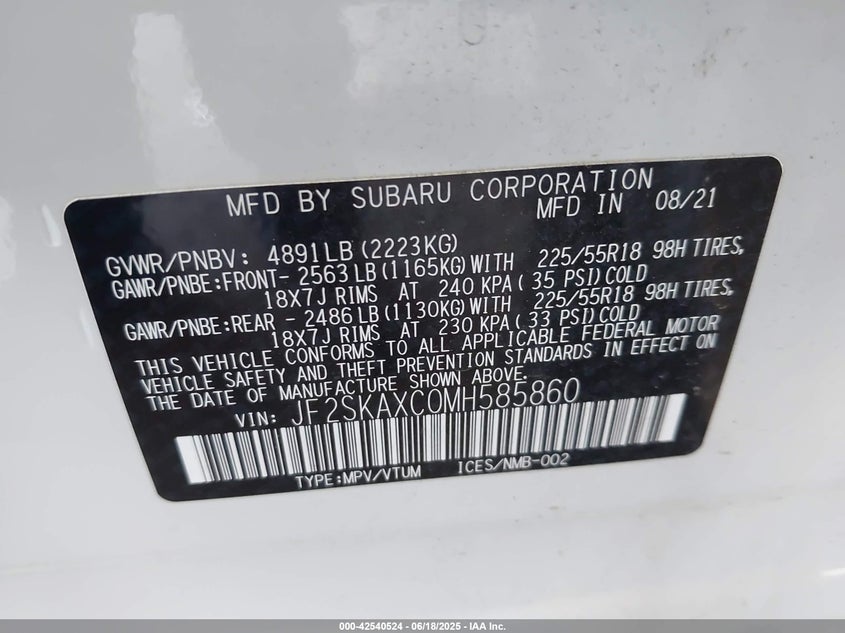 MFD BY SUBARU CORPORATION
MFD IN 08/21
GVWR/PNBV: 4891LB (2223KG)
GAWR/PNBE:FRONT- 2563LB (1165KG) WITH 225/55R18 98H TIRES,
18X7J RIMS AT 240 KPA( 35 PSI) COLD
GAWR/PNBE:REAR - 2486LB (1130KG) WITH 225/55R18 98H TIRES,
18X7J RIMS AT 230 KPA( 33 PSI) COLD
THIS VEHICLE CONFORMS TO ALL APPLICABLE FEDERAL MOTOR
VEHICLE SAFETY AND THEFT PREVENTION STANDARDS IN EFFECT ON
THE DATE OF MANUFACTURE SHOWN ABOVE.
VIN: JF2SKAXC0MH585860
TYPE:MPV/VTUM ICES/NMB-002
000-42540524 | 06/18/2025 - IAA Inc.